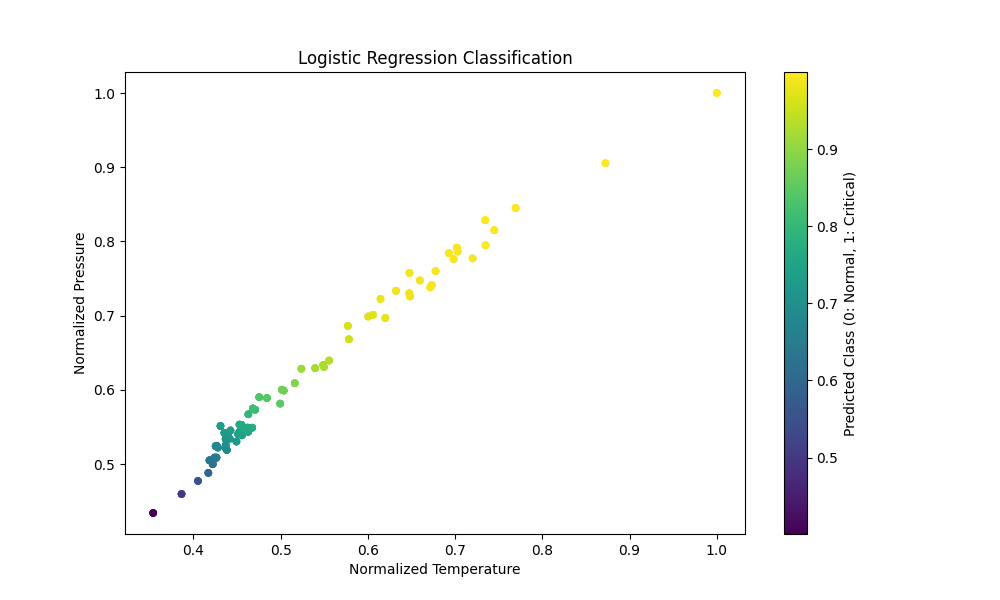 Logistic Regression Classification
Normalized Pressure
1.0
0.9
0.8
0.7
0.6
0.5
0.4 0.5 0.6 0.7 0.8 0.9 1.0
Normalized Temperature
0.9
0.8
0.7
0.6
0.5
Predicted Class (0: Normal, 1: Critical)